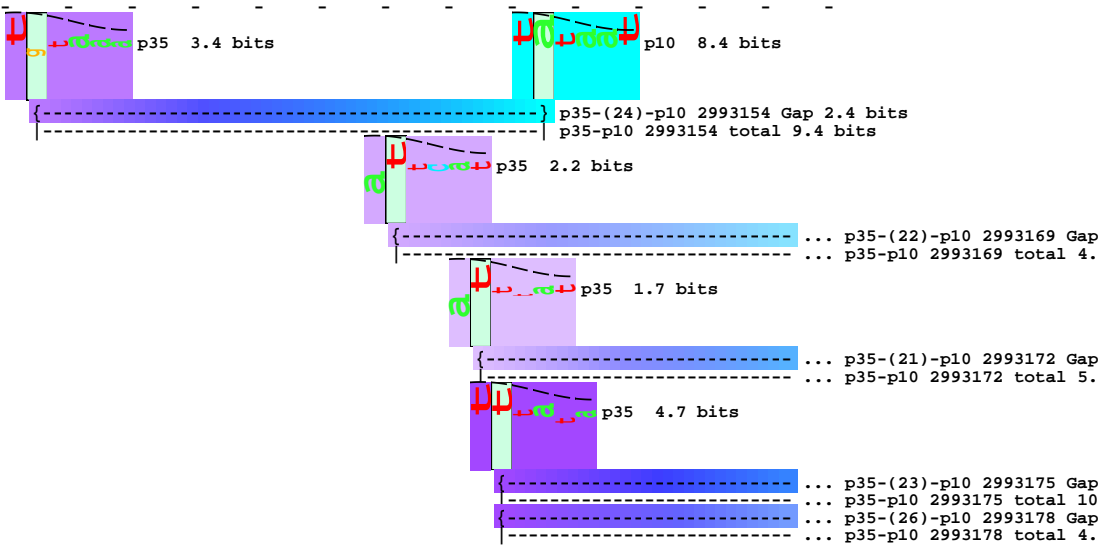 p35 3.4 bits
p10 8.4 bits
p35-(24)-p10 2993154 Gap 2.4 bits
p35-p10 2993154 total 9.4 bits
p35 2.2 bits
... p35-(22)-p10 2993169 Gap
... p35-p10 2993169 total 4.
p35 1.7 bits
... p35-(21)-p10 2993172 Gap
... p35-p10 2993172 total 5.
p35 4.7 bits
... p35-(23)-p10 2993175 Gap
... p35-p10 2993175 total 10
... p35-(26)-p10 2993178 Gap
... p35-p10 2993178 total 4.